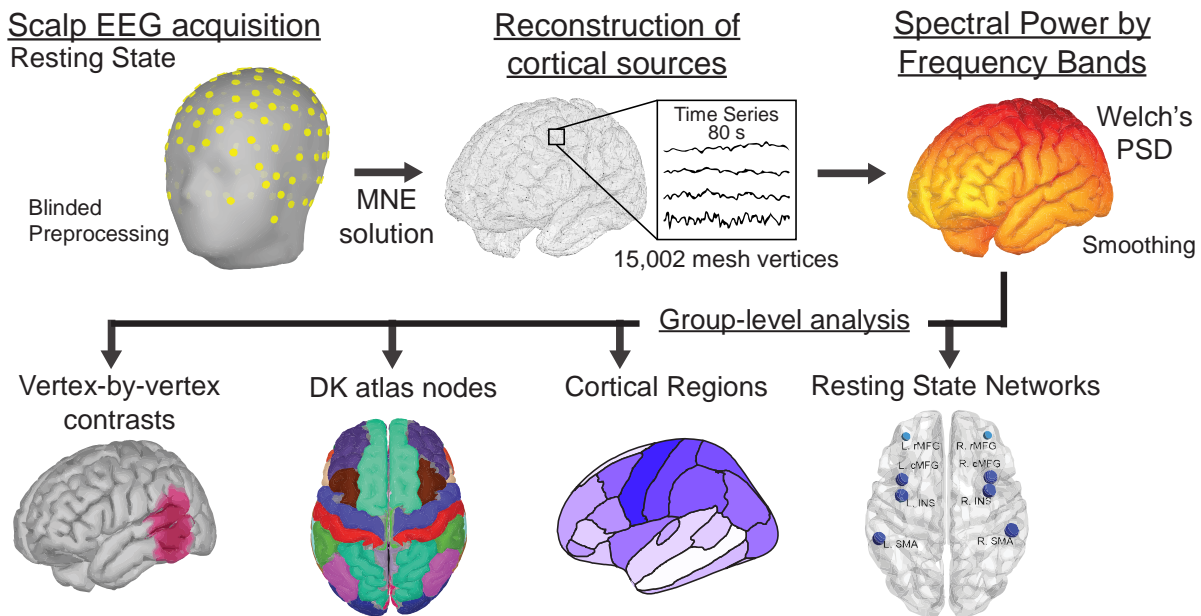 Scalp EEG acquisition
Resting State
Blinded
Preprocessing
MNE
solution
Reconstruction of
cortical sources
Time Series
80 s
15,002 mesh vertices
Spectral Power by
Frequency Bands
Welch's
PSD
Smoothing
Group-level analysis
Vertex-by-vertex
contrasts
DK atlas nodes
Cortical Regions
Resting State Networks
L. rMFG
R. rMFG
L. cMFG
R. cMFG
L. INS
R. INS
L. SMA
R. SMA